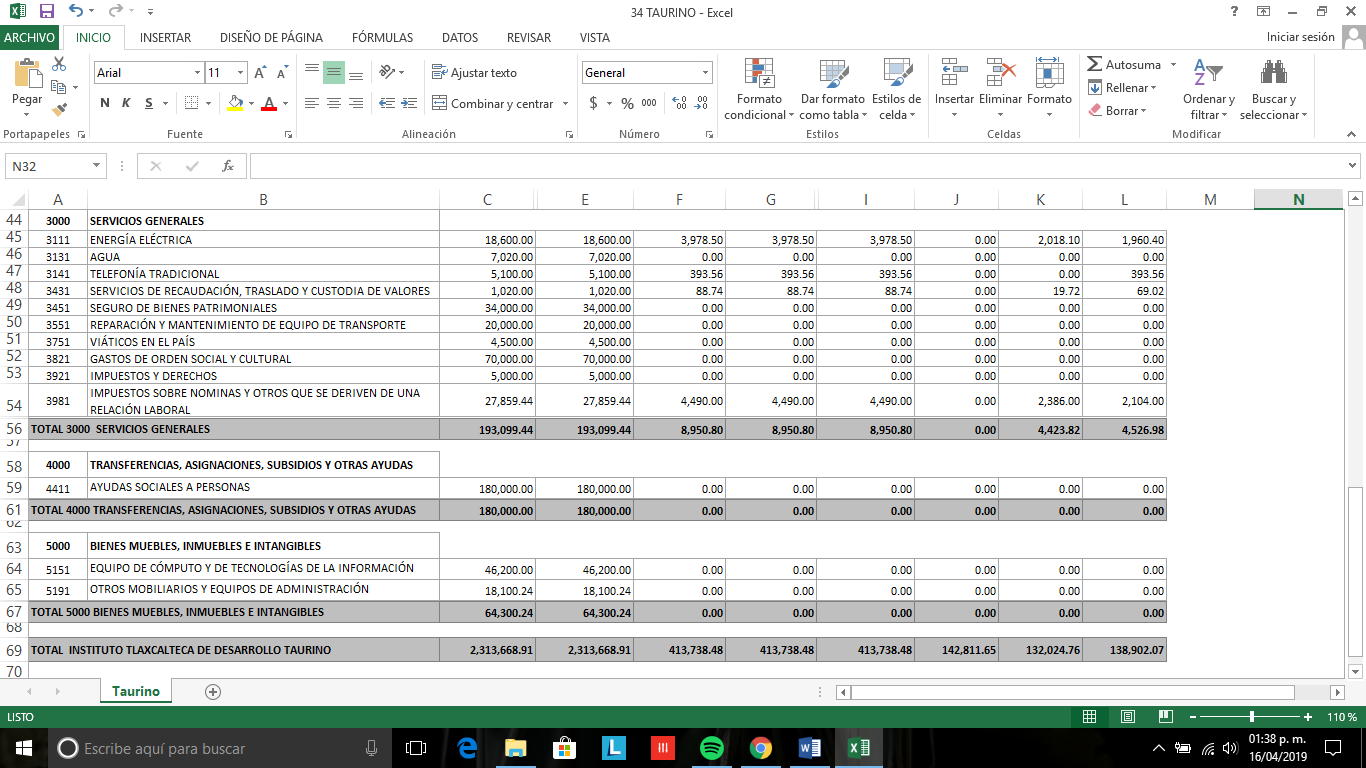 34 TAURINO - Excel
ARCHIVO INICIO INSERTAR DISEÑO DE PÁGINA FÓRMULAS DATOS REVISAR VISTA Iniciar sesión
Arial 11 Ajustar texto General Autosuma
Pegar Rellenar
N K S Combinar y centrar $ % 000 Formato condicional Dar formato como tabla Estilos de celda Insertar Eliminar Formato Borrar Ordenar y filtrar Buscar y seleccionar
Portapapeles Fuente Alineación Número Estilos Celdas Modificar
N32 fx
A B C E F G I J K L M N
44 3000 SERVICIOS GENERALES
45 3111 ENERGÍA ELÉCTRICA 18,600.00 18,600.00 3,978.50 3,978.50 3,978.50 0.00 2,018.10 1,960.40
46 3131 AGUA 7,020.00 7,020.00 0.00 0.00 0.00 0.00 0.00 0.00
47 3141 TELEFONÍA TRADICIONAL 5,100.00 5,100.00 393.56 393.56 393.56 0.00 0.00 393.56
48 3431 SERVICIOS DE RECAUDACIÓN, TRASLADO Y CUSTODIA DE VALORES 1,020.00 1,020.00 88.74 88.74 88.74 0.00 19.72 69.02
49 3451 SEGURO DE BIENES PATRIMONIALES 34,000.00 34,000.00 0.00 0.00 0.00 0.00 0.00 0.00
50 3551 REPARACIÓN Y MANTENIMIENTO DE EQUIPO DE TRANSPORTE 20,000.00 20,000.00 0.00 0.00 0.00 0.00 0.00 0.00
51 3751 VIÁTICOS EN EL PAÍS 4,500.00 4,500.00 0.00 0.00 0.00 0.00 0.00 0.00
52 3821 GASTOS DE ORDEN SOCIAL Y CULTURAL 70,000.00 70,000.00 0.00 0.00 0.00 0.00 0.00 0.00
53 3921 IMPUESTOS Y DERECHOS 5,000.00 5,000.00 0.00 0.00 0.00 0.00 0.00 0.00
54 3981 IMPUESTOS SOBRE NOMINAS Y OTROS QUE SE DERIVEN DE UNA
RELACIÓN LABORAL 27,859.44 27,859.44 4,490.00 4,490.00 4,490.00 0.00 2,386.00 2,104.00
56 TOTAL 3000 SERVICIOS GENERALES 193,099.44 193,099.44 8,950.80 8,950.80 8,950.80 0.00 4,423.82 4,526.98
57
58 4000 TRANSFERENCIAS, ASIGNACIONES, SUBSIDIOS Y OTRAS AYUDAS
59 4411 AYUDAS SOCIALES A PERSONAS 180,000.00 180,000.00 0.00 0.00 0.00 0.00 0.00 0.00
61 TOTAL 4000 TRANSFERENCIAS, ASIGNACIONES, SUBSIDIOS Y OTRAS AYUDAS 180,000.00 180,000.00 0.00 0.00 0.00 0.00 0.00 0.00
62
63 5000 BIENES MUEBLES, INMUEBLES E INTANGIBLES
64 5151 EQUIPO DE CÓMPUTO Y DE TECNOLOGÍAS DE LA INFORMACIÓN 46,200.00 46,200.00 0.00 0.00 0.00 0.00 0.00 0.00
65 5191 OTROS MOBILIARIOS Y EQUIPOS DE ADMINISTRACIÓN 18,100.24 18,100.24 0.00 0.00 0.00 0.00 0.00 0.00
67 TOTAL 5000 BIENES MUEBLES, INMUEBLES E INTANGIBLES 64,300.24 64,300.24 0.00 0.00 0.00 0.00 0.00 0.00
68
69 TOTAL INSTITUTO TLAXCALTECA DE DESARROLLO TAURINO 2,313,668.91 2,313,668.91 413,738.48 413,738.48 413,738.48 142,811.65 132,024.76 138,902.07
70
Taurino
LISTO 110 %
Escribe aquí para buscar 01:38 p. m.
16/04/2019